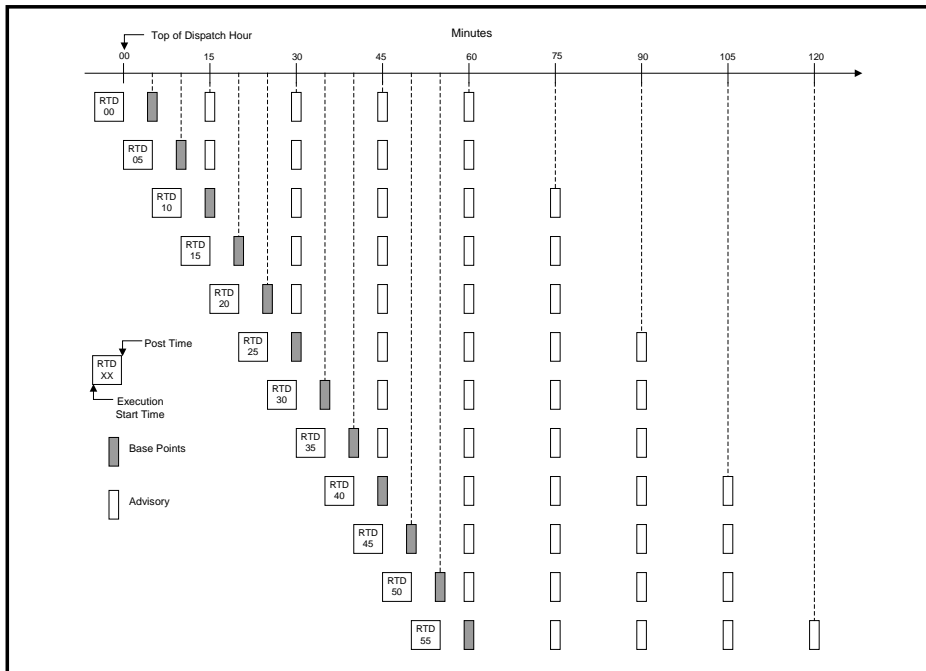 Top of Dispatch Hour
Minutes
00 15 30 45 60 75 90 105 120
RTD
00
RTD
05
RTD
10
RTD
15
RTD
20
RTD
25
Post Time
RTD
XX
Execution
Start Time
RTD
30
RTD
35
Base Points
RTD
40
Advisory
RTD
45
RTD
50
RTD
55